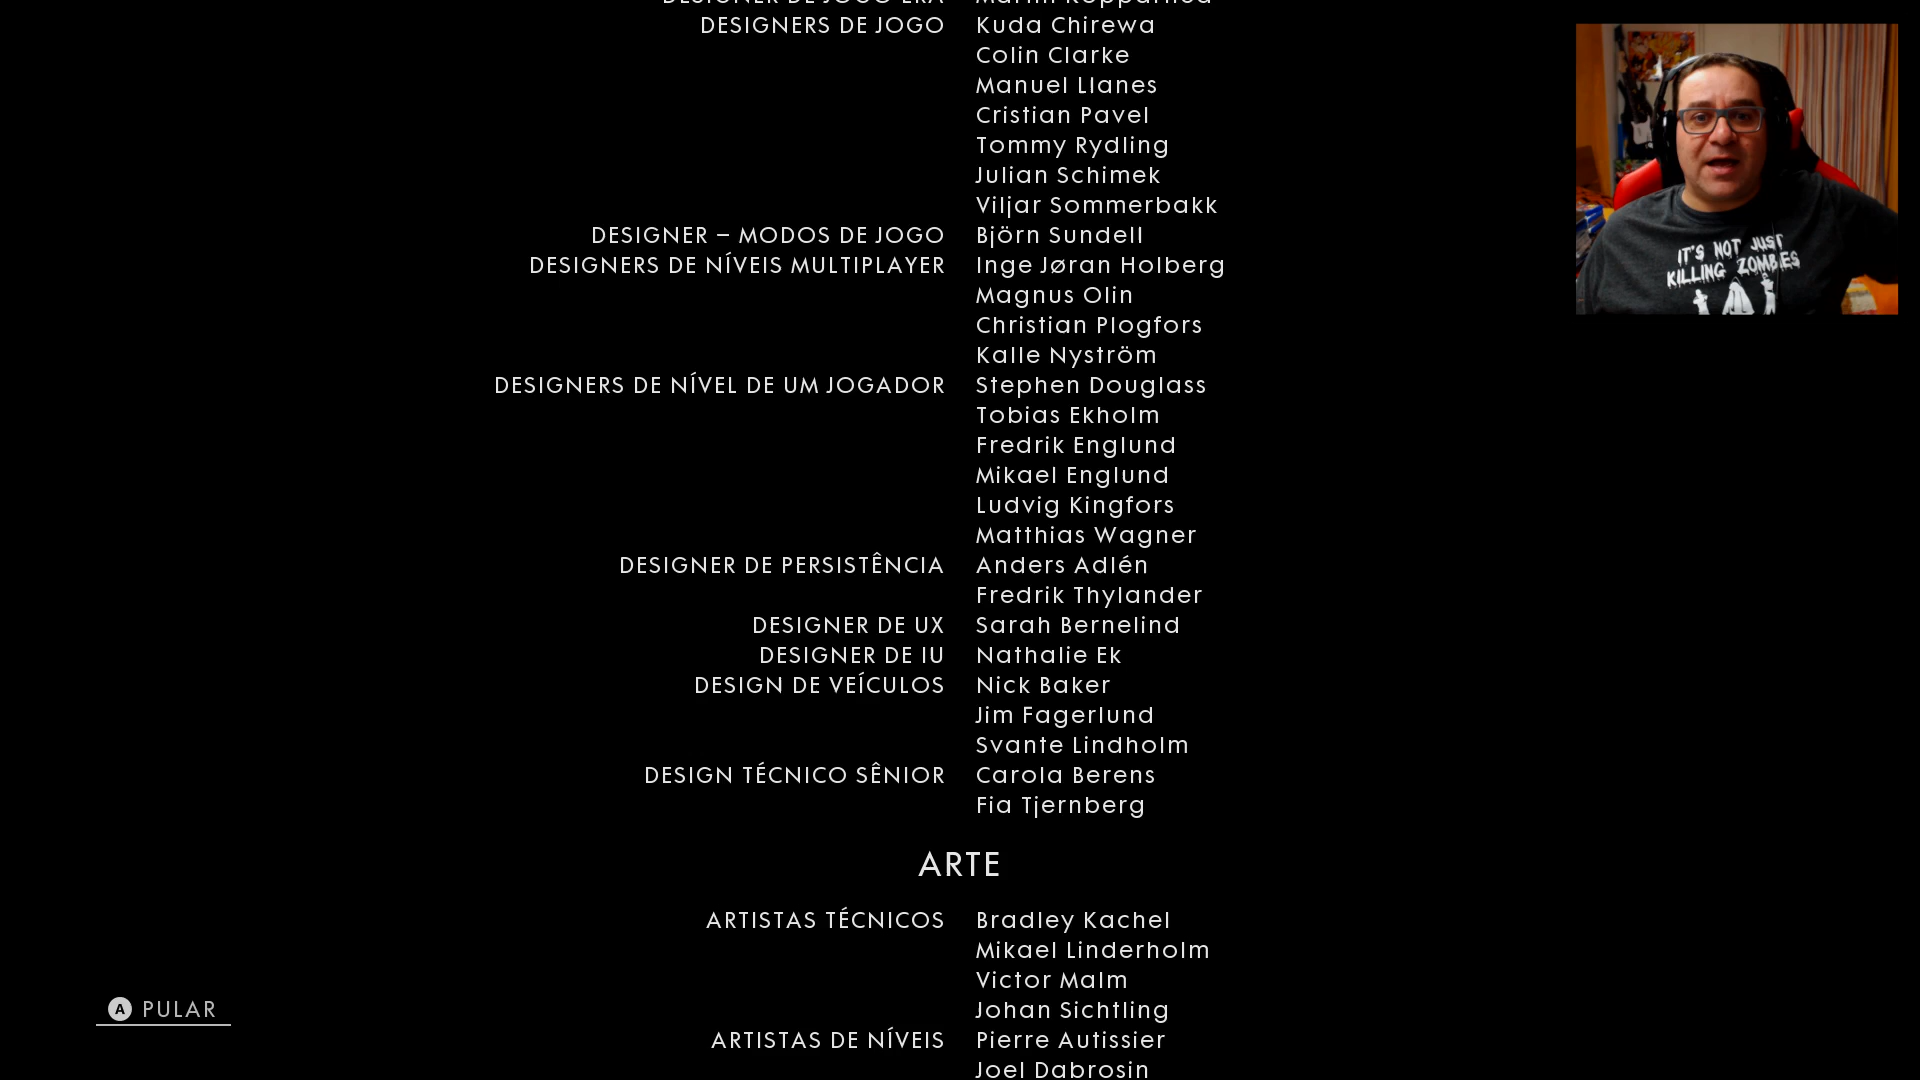 DESIGNERS DE JOGO Kuda Chirewa
Colin Clarke
Manuel Llanes
Cristian Pavel
Tommy Rydling
Julian Schimek
Viljar Sommerbakk
DESIGNER – MODOS DE JOGO Björn Sundell
DESIGNERS DE NÍVEIS MULTIPLAYER Inge Jøran Holberg
Magnus Olin
Christian Plogfors
Kalle Nyström
DESIGNERS DE NÍVEL DE UM JOGADOR Stephen Douglass
Tobias Ekholm
Fredrik Englund
Mikael Englund
Ludvig Kingfors
Matthias Wagner
DESIGNER DE PERSISTÊNCIA Anders Adlén
Fredrik Thylander
DESIGNER DE UX Sarah Bernelind
DESIGNER DE IU Nathalie Ek
DESIGN DE VEÍCULOS Nick Baker
Jim Fagerlund
Svante Lindholm
DESIGN TÉCNICO SÊNIOR Carola Berens
Fia Tjernberg
ARTE
ARTISTAS TÉCNICOS Bradley Kachel
Mikael Linderholm
Victor Malm
Johan Sichtling
ARTISTAS DE NÍVEIS Pierre Autissier
Joel Dabrosin
A PULAR
IT'S NOT JUST
KILLING ZOMBIES